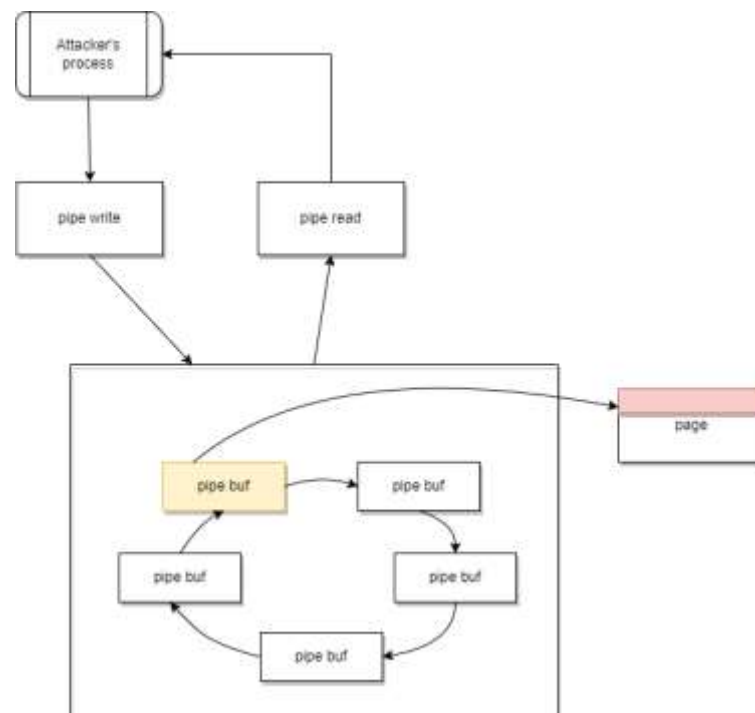 Attacker's
process
pipe write
pipe read
page
pipe buf
pipe buf
pipe buf
pipe buf
pipe buf